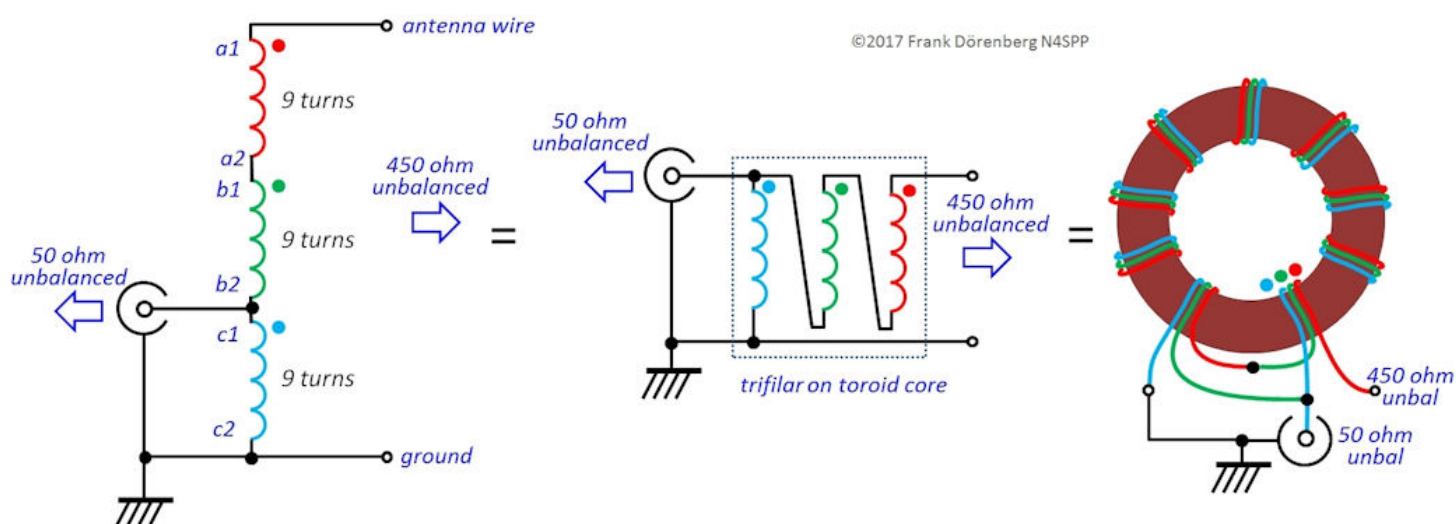 antenna wire
a1
9 turns
a2
b1
9 turns
b2
50 ohm
unbalanced
c1
9 turns
c2
ground
450 ohm
unbalanced
=
50 ohm
unbalanced
450 ohm
unbalanced
trifilar on toroid core
©2017 Frank Dörenberg N4SPP
=
450 ohm
unbal
50 ohm
unbal